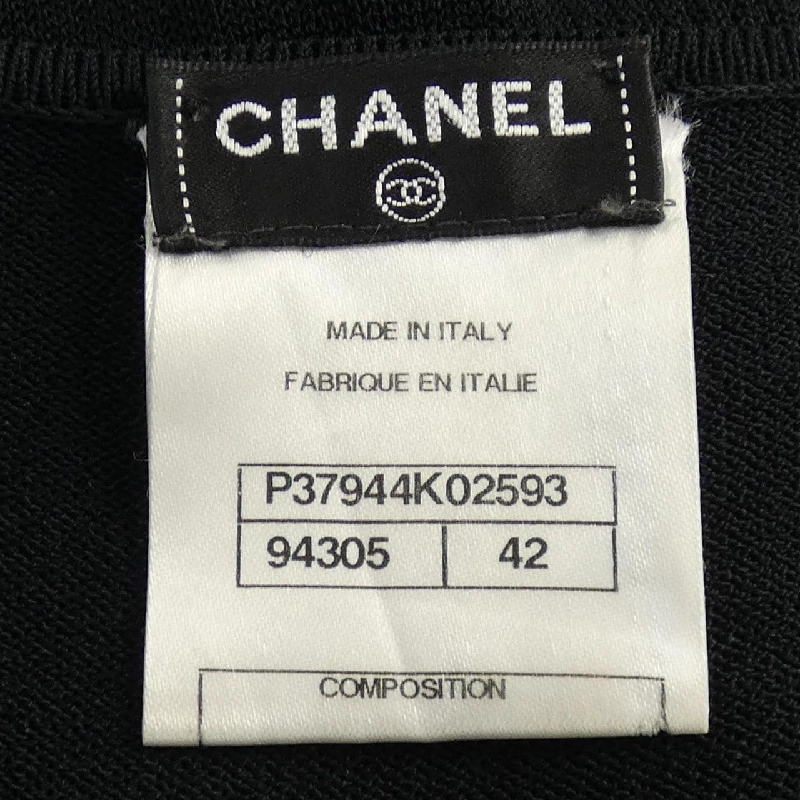 CHANEL
MADE IN ITALY
FABRIQUE EN ITALIE
P37944K02593
94305 42
COMPOSITION